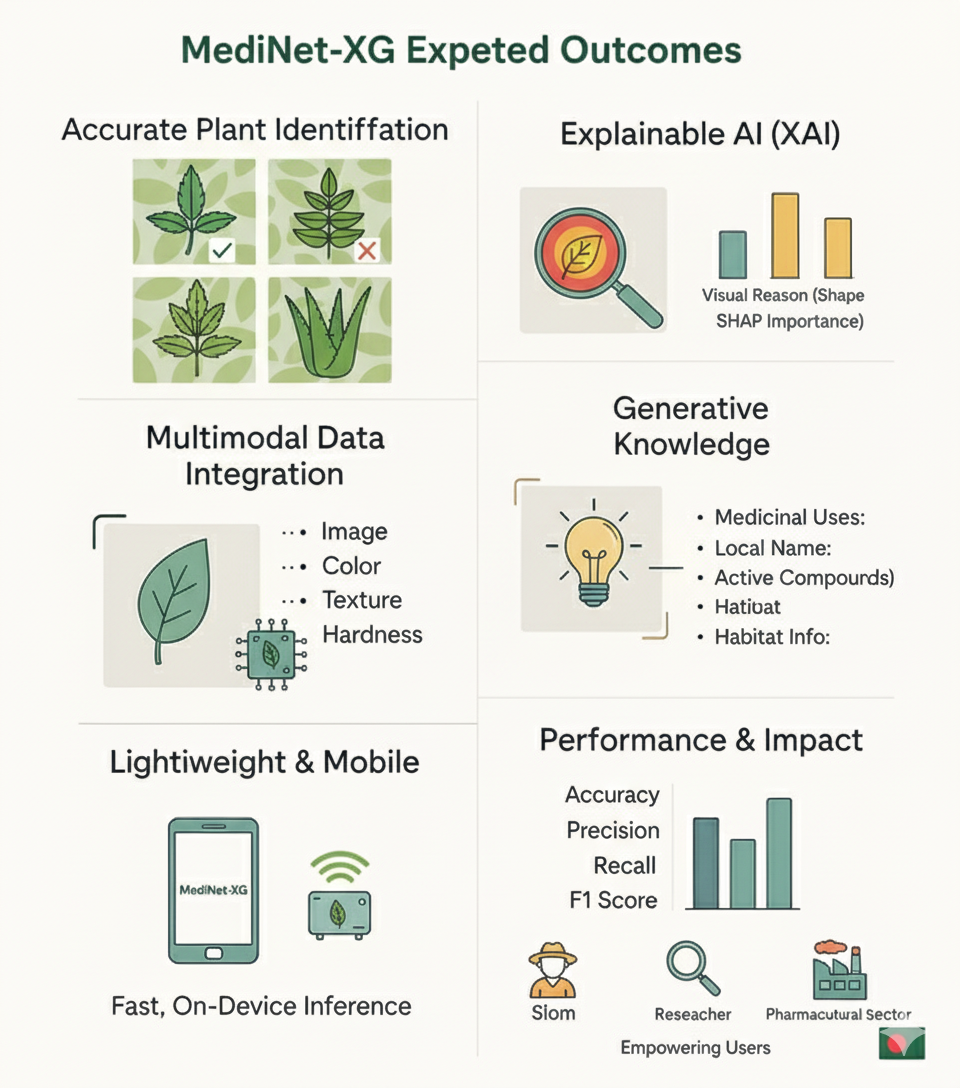 MediNet-XG Expeted Outcomes
Accurate Plant Identiffation
Explainable AI (XAI)
Visual Reason (Shape
SHAP Importance)
Multimodal Data
Integration
·· • Image
·· • Color
·· • Texture
Hardness
Generative
Knowledge
• Medicinal Uses:
• Local Name:
• Active Compourds)
• Hatibat
• Habitat Info:
Lightiweight & Mobile
MediNet-XG
Fast, On-Device Inference
Performance & Impact
Accuracy
Precision
Recall
F1 Score
Siom
Reseacher
Pharmacutural Sector
Empowering Users